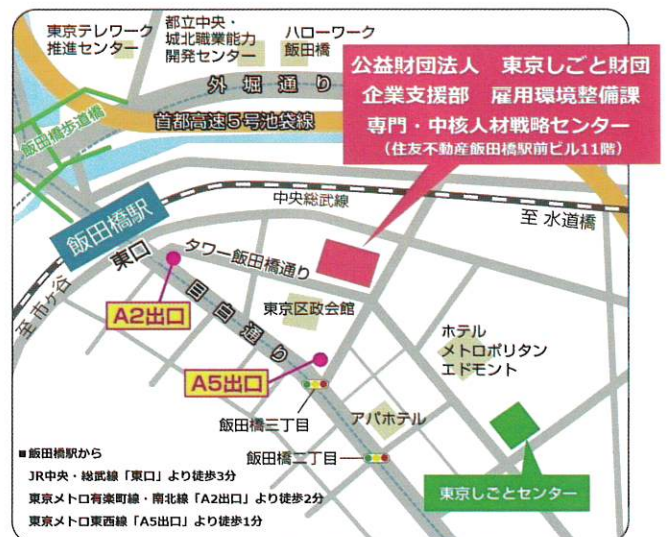 東京テレワーク
推進センター
都立中央・
城北職業能力
開発センター
ハローワーク
飯田橋
外堀通り
首都高速5号池袋線
飯田橋歩道橋
公益財団法人 東京しごと財団
企業支援部 雇用環境整備課
専門・中核人材戦略センター
(住友不動産飯田橋駅前ビル11階)
中央総武線
至 水道橋
飯田橋駅
東口
タワー飯田橋通り
至 市ヶ谷
A2出口
目白通り
東京区政会館
A5出口
ホテル
メトロポリタン
エドモント
飯田橋三丁目
アパホテル
飯田橋二丁目
東京しごとセンター
■飯田橋駅から
JR中央・総武線「東口」より徒歩3分
東京メトロ有楽町線・南北線「A2出口」より徒歩2分
東京メトロ東西線「A5出口」より徒歩1分